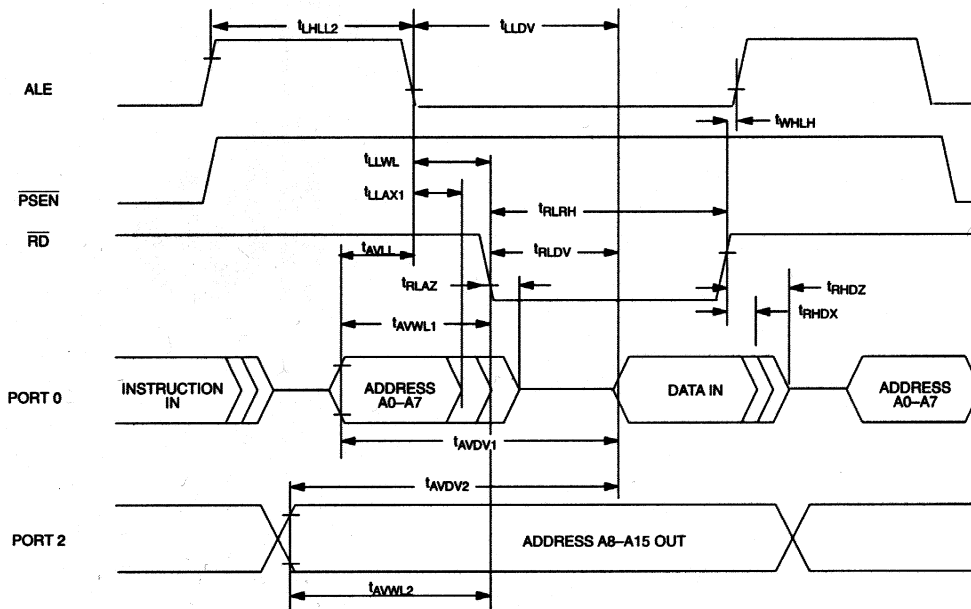 tLHLL2
tLLDV
ALE
tWHLH
tLLWL
PSEN
tLLAX1
tRLRH
RD
tAVLL
tRLDV
tRLAZ
tRHDZ
tRHDX
tAVWL1
PORT 0
INSTRUCTION
IN
ADDRESS
A0–A7
DATA IN
ADDRESS
A0–A7
tAVDV1
tAVDV2
PORT 2
ADDRESS A8–A15 OUT
tAVWL2